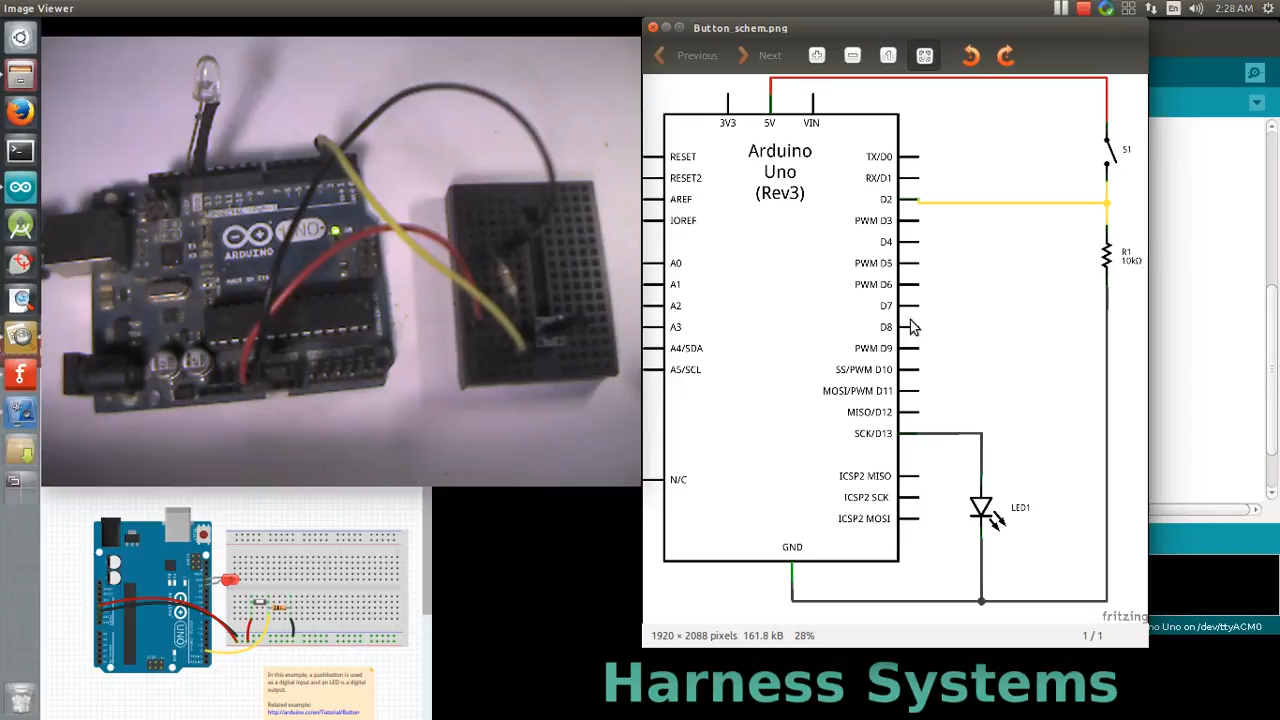 Image Viewer
En
2:28 AM
Button_schem.png
Previous
Next
3V3
5V
VIN
Arduino
Uno
(Rev3)
RESET
RESET2
AREF
IOREF
A0
A1
A2
A3
A4/SDA
A5/SCL
N/C
TX/D0
RX/D1
D2
PWM D3
D4
PWM D5
PWM D6
D7
D8
PWM D9
SS/PWM D10
MOSI/PWM D11
MISO/D12
SCK/D13
ICSP2 MISO
ICSP2 SCK
ICSP2 MOSI
GND
S1
R1
10kΩ
LED1
fritzing
1920 × 2088 pixels 161.8 kB 28%
1 / 1
Uno on /dev/ttyACM0
UNO
ARDUINO
In this example, a pushbutton is used
as a digital input and an LED is a digital
output.
Related example:
http://arduino.cc/en/Tutorial/Button
Harness Systems